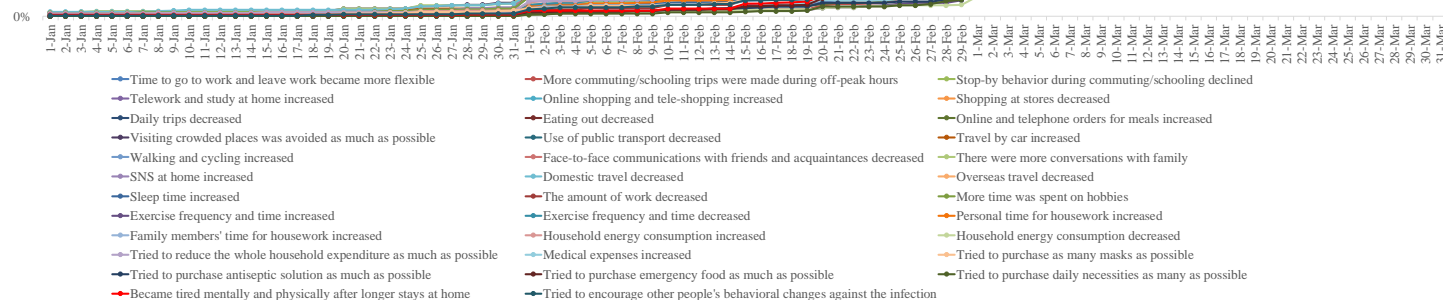 0%
1-Jan 2-Jan 3-Jan 4-Jan 5-Jan 6-Jan 7-Jan 8-Jan 9-Jan 10-Jan 11-Jan 12-Jan 13-Jan 14-Jan 15-Jan 16-Jan 17-Jan 18-Jan 19-Jan 20-Jan 21-Jan 22-Jan 23-Jan 24-Jan 25-Jan 26-Jan 27-Jan 28-Jan 29-Jan 30-Jan 31-Jan 1-Feb 2-Feb 3-Feb 4-Feb 5-Feb 6-Feb 7-Feb 8-Feb 9-Feb 10-Feb 11-Feb 12-Feb 13-Feb 14-Feb 15-Feb 16-Feb 17-Feb 18-Feb 19-Feb 20-Feb 21-Feb 22-Feb 23-Feb 24-Feb 25-Feb 26-Feb 27-Feb 28-Feb 29-Feb 1-Mar 2-Mar 3-Mar 4-Mar 5-Mar 6-Mar 7-Mar 8-Mar 9-Mar 10-Mar 11-Mar 12-Mar 13-Mar 14-Mar 15-Mar 16-Mar 17-Mar 18-Mar 19-Mar 20-Mar 21-Mar 22-Mar 23-Mar 24-Mar 25-Mar 26-Mar 27-Mar 28-Mar 29-Mar 30-Mar 31-Mar
Time to go to work and leave work became more flexible More commuting/schooling trips were made during off-peak hours Stop-by behavior during commuting/schooling declined
Telework and study at home increased Online shopping and tele-shopping increased Shopping at stores decreased
Daily trips decreased Eating out decreased Online and telephone orders for meals increased
Visiting crowded places was avoided as much as possible Use of public transport decreased Travel by car increased
Walking and cycling increased Face-to-face communications with friends and acquaintances decreased There were more conversations with family
SNS at home increased Domestic travel decreased Overseas travel decreased
Sleep time increased The amount of work decreased More time was spent on hobbies
Exercise frequency and time increased Exercise frequency and time decreased Personal time for housework increased
Family members' time for housework increased Household energy consumption increased Household energy consumption decreased
Tried to reduce the whole household expenditure as much as possible Medical expenses increased Tried to purchase as many masks as possible
Tried to purchase antiseptic solution as much as possible Tried to purchase emergency food as much as possible Tried to purchase daily necessities as many as possible
Became tired mentally and physically after longer stays at home Tried to encourage other people's behavioral changes against the infection